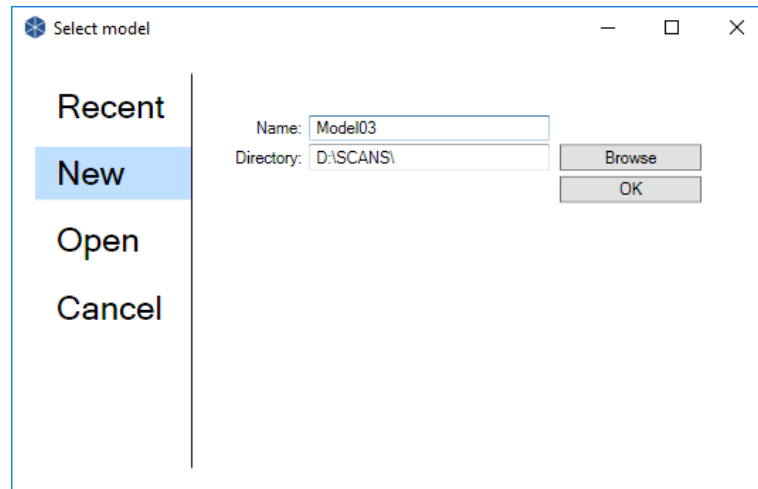 Select model
Recent
New
Open
Cancel
Name: Model03
Directory: D:\SCANS\ Browse
OK